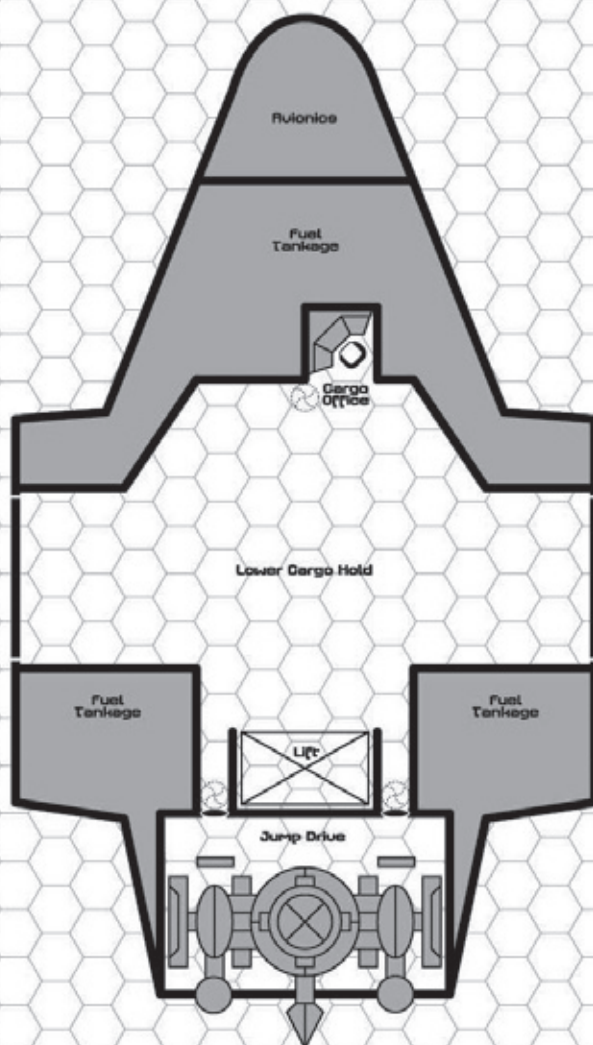 Avionics
Fuel
Tankage
Cargo
Office
Lower Cargo Hold
Fuel
Tankage
Fuel
Tankage
Lift
Jump Drive